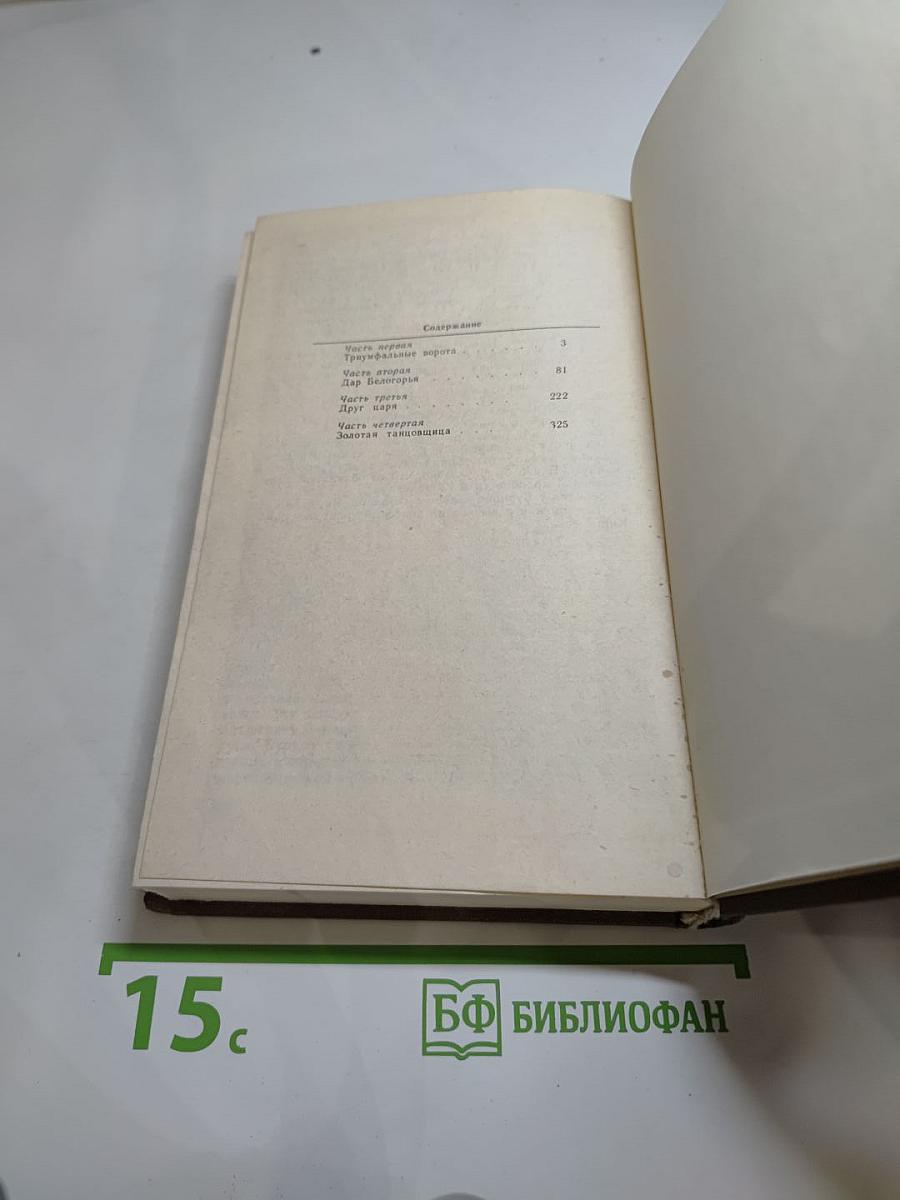 Содержание
Часть первая
Триумфальные ворота . . . . . . 3
Часть вторая
Дар Белогорья . . . . . . . . 81
Часть третья
Друг царя . . . . . . . . 222
Часть четвертая
Золотая танцовщица . . . 325
15 с
БФ БИБЛИОФАН